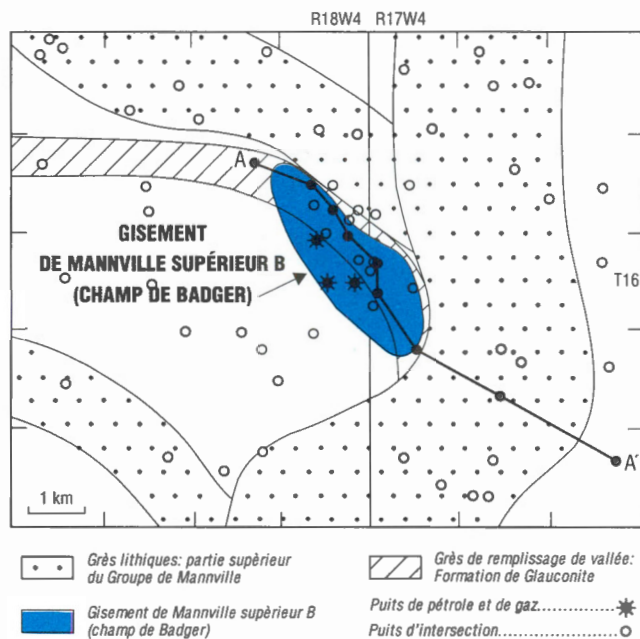 R18W4 R17W4
A
GISEMENT
DE MANNVILLE SUPÉRIEUR B
(CHAMP DE BADGER)
T16
A´
1 km
Grès lithiques: partie supèrieur
du Groupe de Mannville
Grès de remplissage de vallée:
Formation de Glauconite
Gisement de Mannville supèrieur B
(champ de Badger)
Puits de pétrole et de gaz
Puits d'intersection